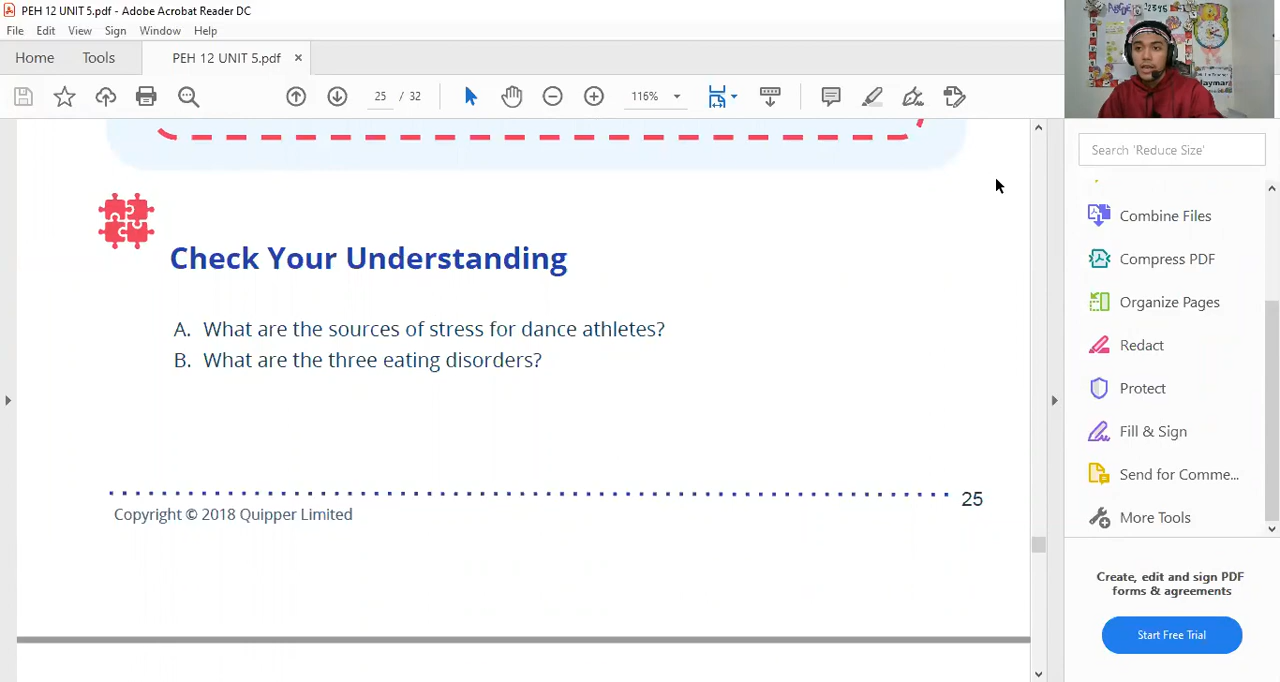 PEH 12 UNIT 5.pdf - Adobe Acrobat Reader DC
File Edit View Sign Window Help
Home Tools PEH 12 UNIT 5.pdf ×
25 / 32 116%
Search 'Reduce Size'
Combine Files
Compress PDF
Organize Pages
Redact
Protect
Fill & Sign
Send for Comme...
More Tools
Create, edit and sign PDF
forms & agreements
Start Free Trial
Check Your Understanding
A. What are the sources of stress for dance athletes?
B. What are the three eating disorders?
25
Copyright © 2018 Quipper Limited